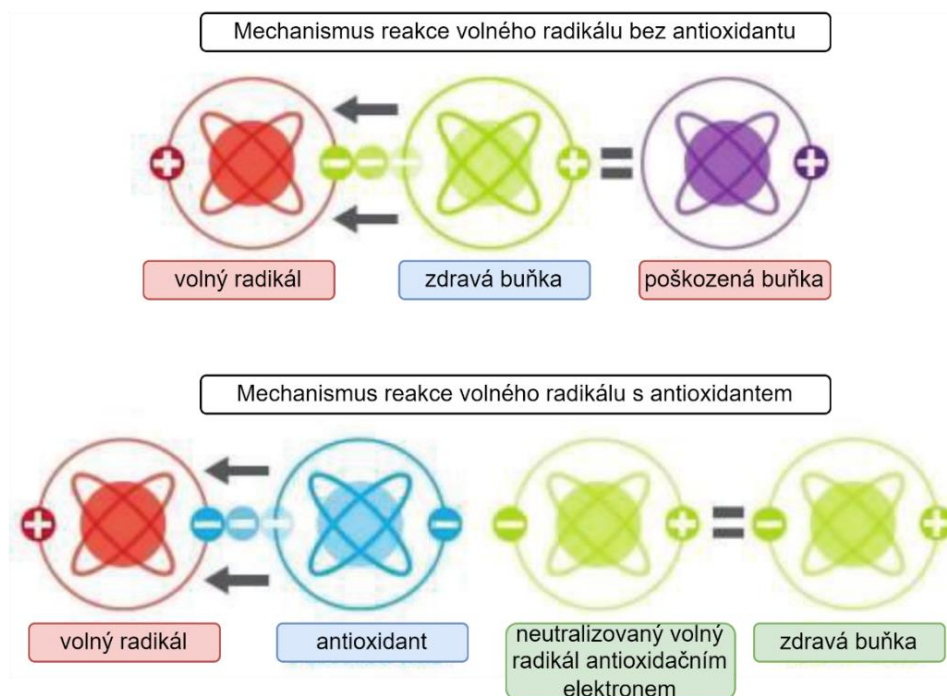 Mechanismus reakce volného radikálu bez antioxidantu
volný radikál
zdravá buňka
poškozená buňka
Mechanismus reakce volného radikálu s antioxidantem
volný radikál
antioxidant
neutralizovaný volný
radikál antioxidačním
elektronem
zdravá buňka